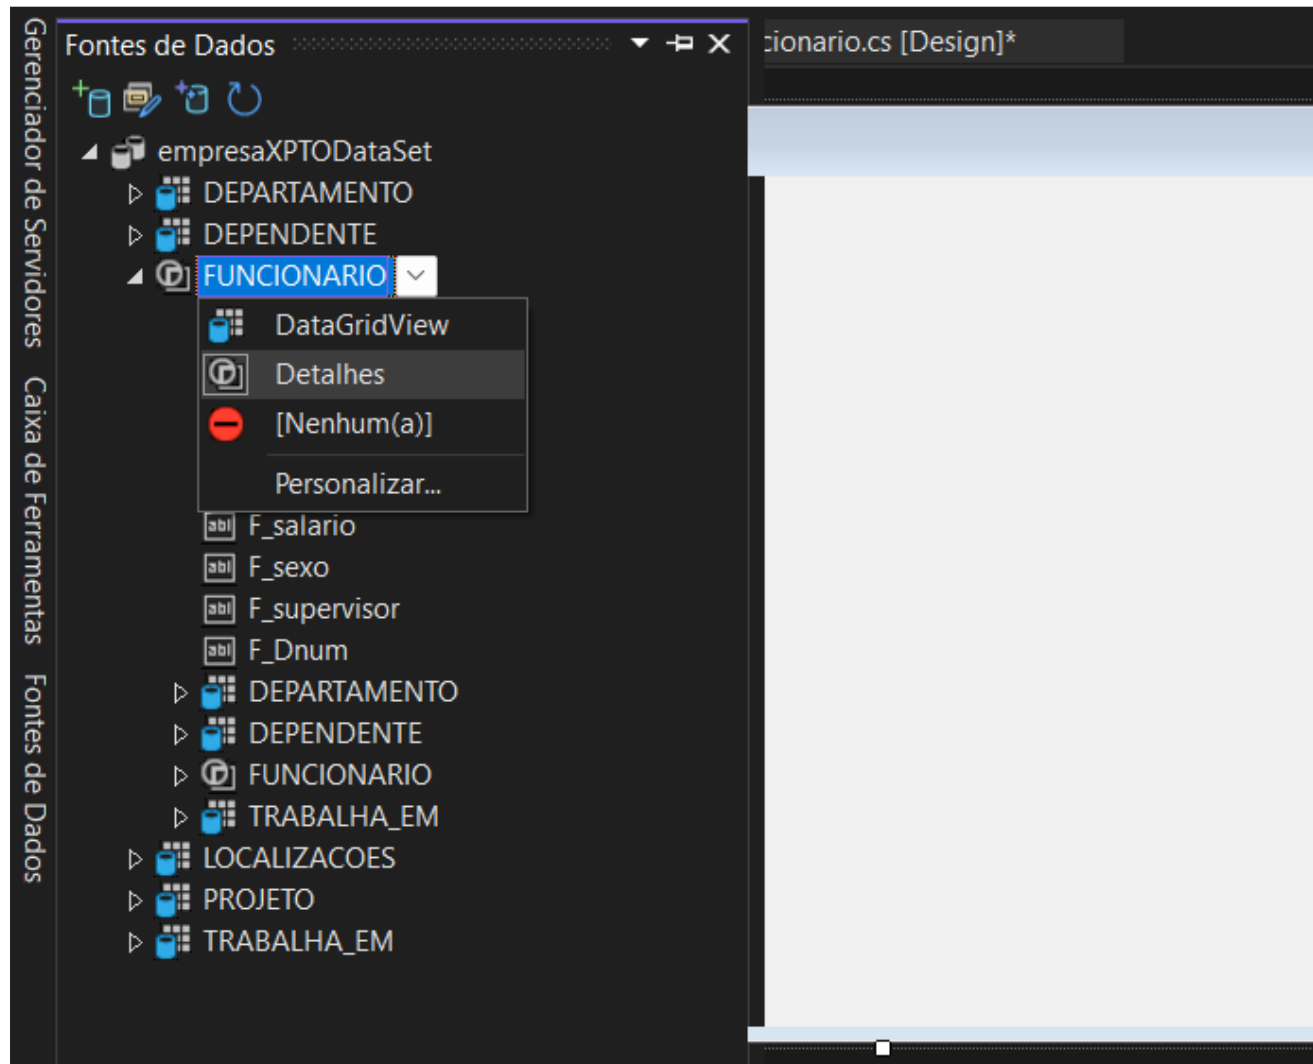 Gerenciador de Servidores
Caixa de Ferramentas
Fontes de Dados
Fontes de Dados
cionario.cs [Design]*
empresaXPTODataSet
DEPARTAMENTO
DEPENDENTE
FUNCIONARIO
DataGridView
Detalhes
[Nenhum(a)]
Personalizar...
F_salario
F_sexo
F_supervisor
F_Dnum
DEPARTAMENTO
DEPENDENTE
FUNCIONARIO
TRABALHA_EM
LOCALIZACOES
PROJETO
TRABALHA_EM